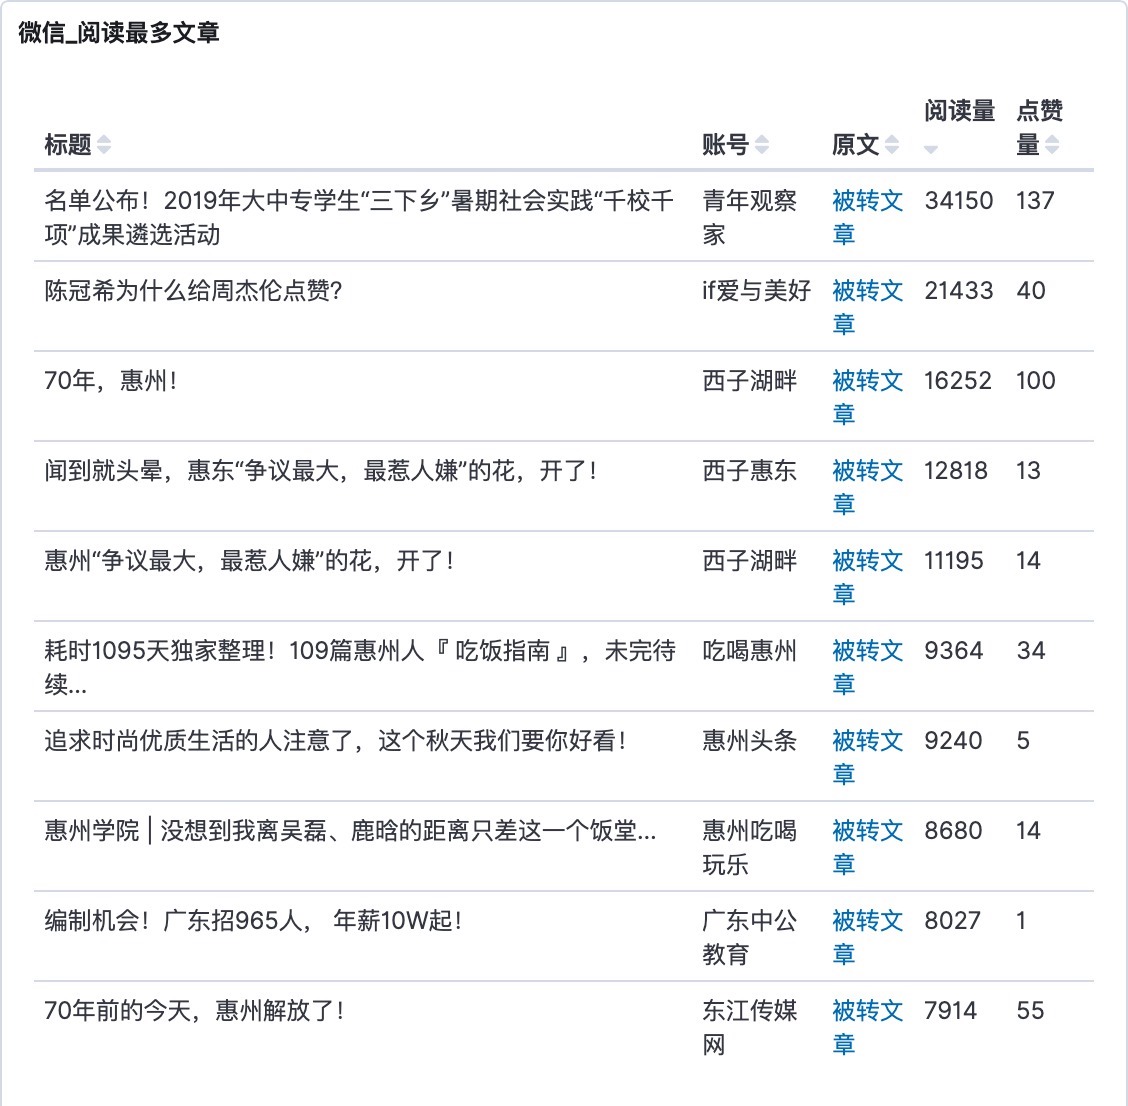 微信_阅读最多文章
标题 账号 原文 阅读量 点赞量
名单公布！2019年大中专学生“三下乡”暑期社会实践“千校千 青年观察 被转文 34150 137
项”成果遴选活动 家 章
陈冠希为什么给周杰伦点赞？ if爱与美好 被转文 21433 40
章
70年，惠州！ 西子湖畔 被转文 16252 100
章
闻到就头晕，惠东“争议最大，最惹人嫌”的花，开了！ 西子惠东 被转文 12818 13
章
惠州“争议最大，最惹人嫌”的花，开了！ 西子湖畔 被转文 11195 14
章
耗时1095天独家整理！109篇惠州人『 吃饭指南 』，未完待 吃喝惠州 被转文 9364 34
续... 章
追求时尚优质生活的人注意了，这个秋天我们要你好看！ 惠州头条 被转文 9240 5
章
惠州学院 | 没想到我离吴磊、鹿晗的距离只差这一个饭堂... 惠州吃喝 被转文 8680 14
玩乐 章
编制机会！广东招965人， 年薪10W起！ 广东中公 被转文 8027 1
教育 章
70年前的今天，惠州解放了！ 东江传媒 被转文 7914 55
网 章